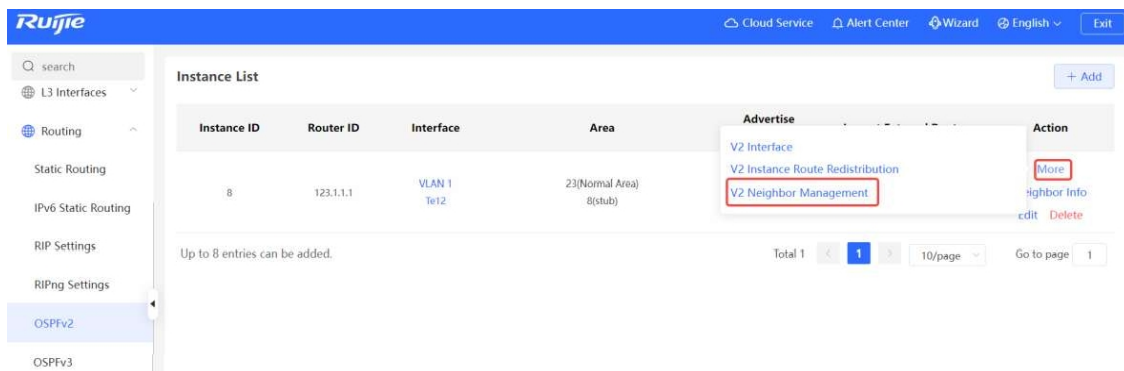 Ruijie
Cloud Service Alert Center Wizard English Exit
search
L3 Interfaces
Routing
Static Routing
IPv6 Static Routing
RIP Settings
RIPng Settings
OSPFv2
OSPFv3
Instance List
+ Add
Instance ID Router ID Interface Area Advertise Action
8 123.1.1.1 VLAN 1 23(Normal Area) More
Te12 8(stub) eighbor Info
Edit Delete
V2 Interface
V2 Instance Route Redistribution
V2 Neighbor Management
Up to 8 entries can be added.
Total 1 1 10/page Go to page 1